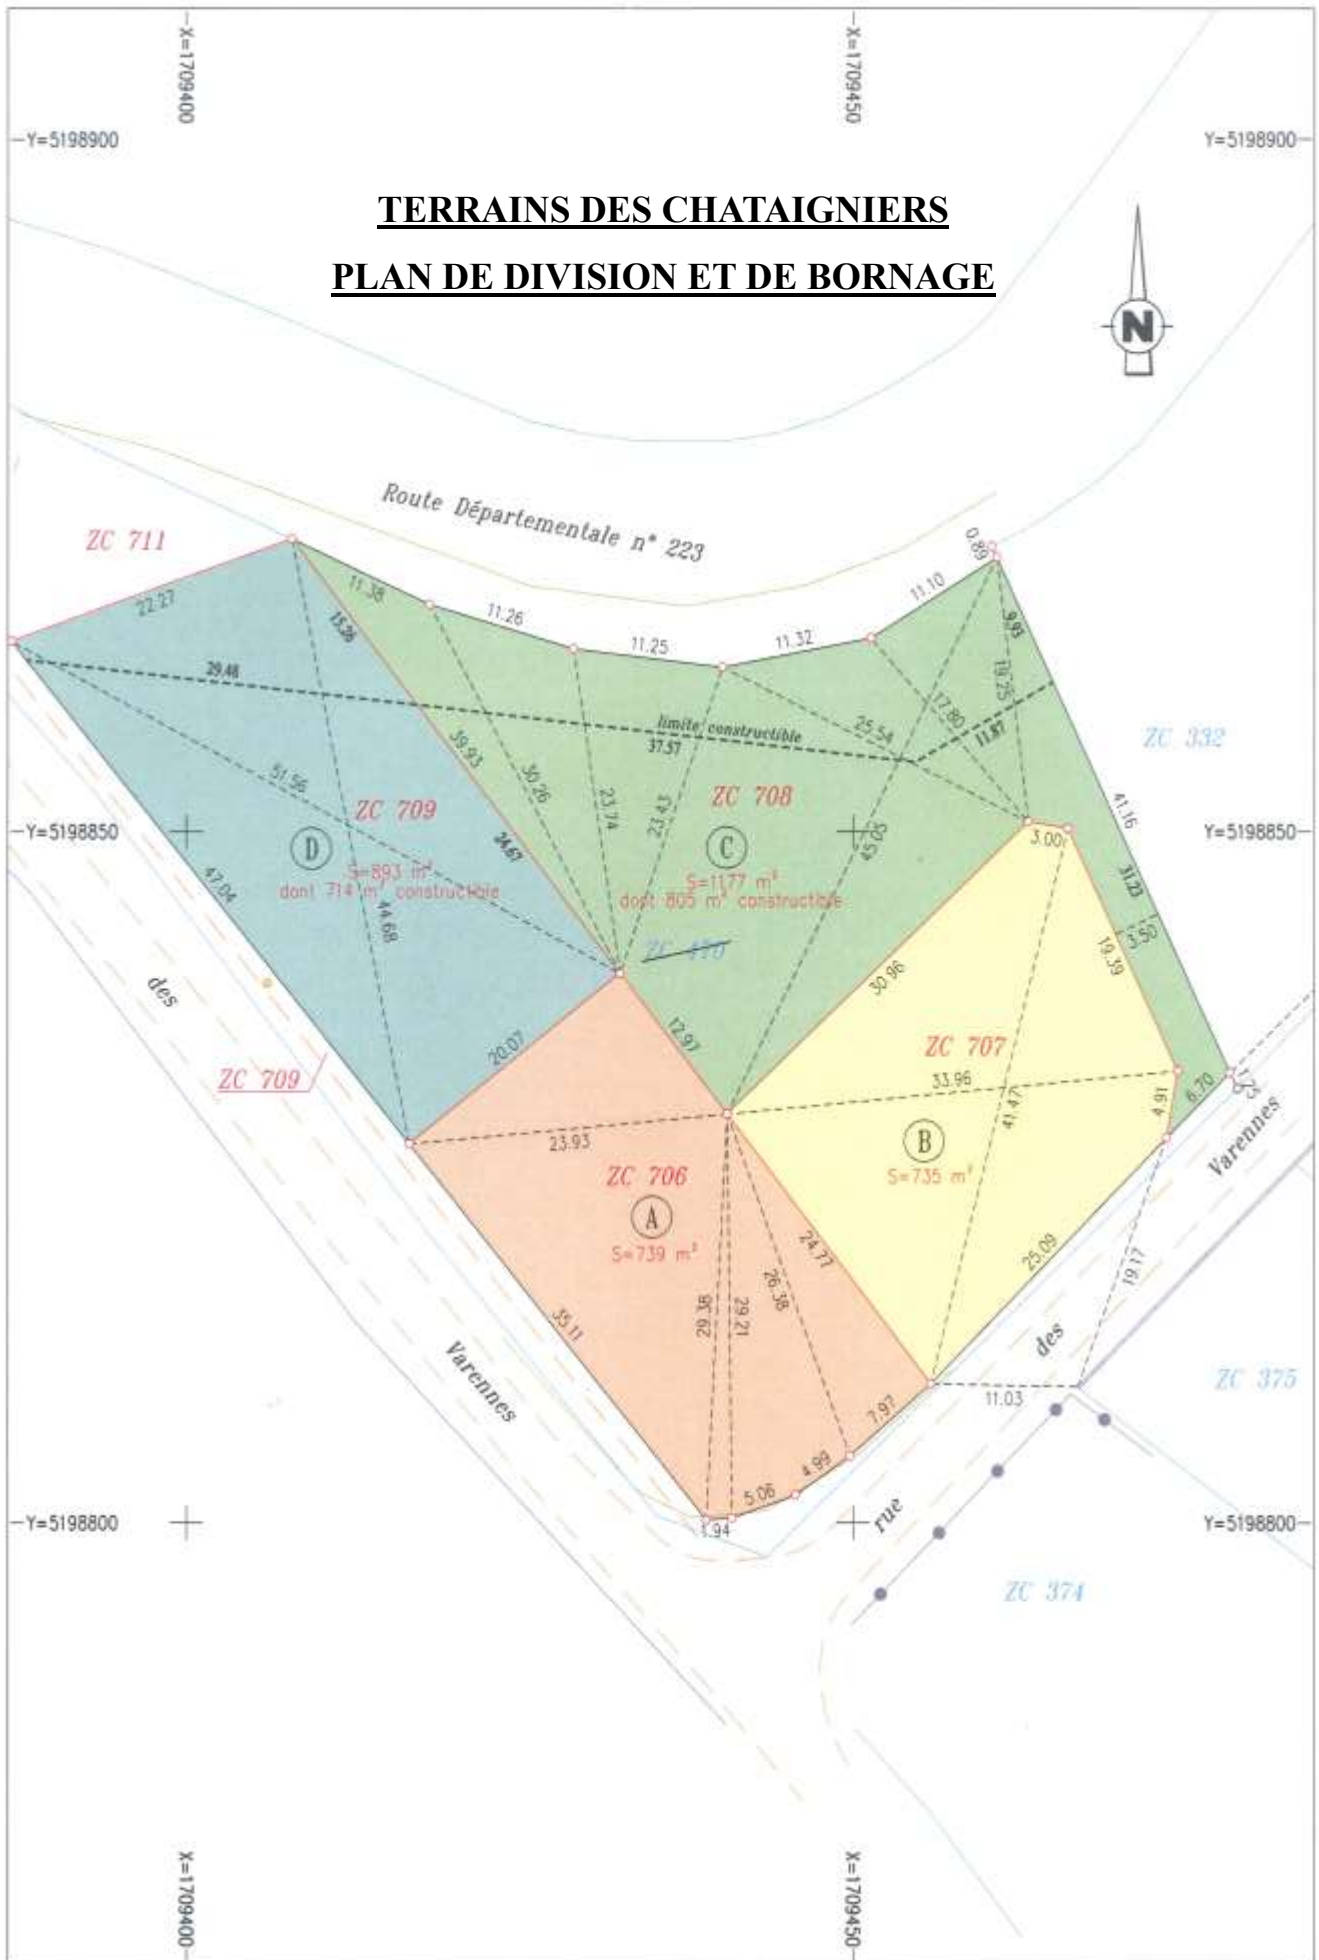 X=1709400
X=1709450
Y=5198900
Y=5198900
TERRAINS DES CHATAIGNIERS
PLAN DE DIVISION ET DE BORNAGE
N
Route Départementale n° 223
ZC 711
0.89
22.27
11.38
11.26
11.25
11.32
11.10
15.26
9.93
29.48
19.25
17.80
25.54
limite constructible
37.57
11.87
ZC 332
39.93
30.26
23.74
23.43
51.56
ZC 709
ZC 708
41.16
Y=5198850
Y=5198850
D
24.67
C
45.05
3.00
S=893 m²
dont 714 m² constructible
S=1177 m²
dont 805 m² constructible
31.23
47.04
44.68
ZC 490
19.39
30.96
des
12.97
20.07
ZC 707
ZC 709
33.96
4.91
6.70
1.75
23.93
41.47
B
S=735 m²
Varennes
ZC 706
A
S=739 m²
24.77
25.09
19.17
26.38
29.38
29.21
35.11
Varennes
des
ZC 375
11.03
7.97
4.99
5.06
1.94
rue
Y=5198800
Y=5198800
ZC 374
X=1709400
X=1709450